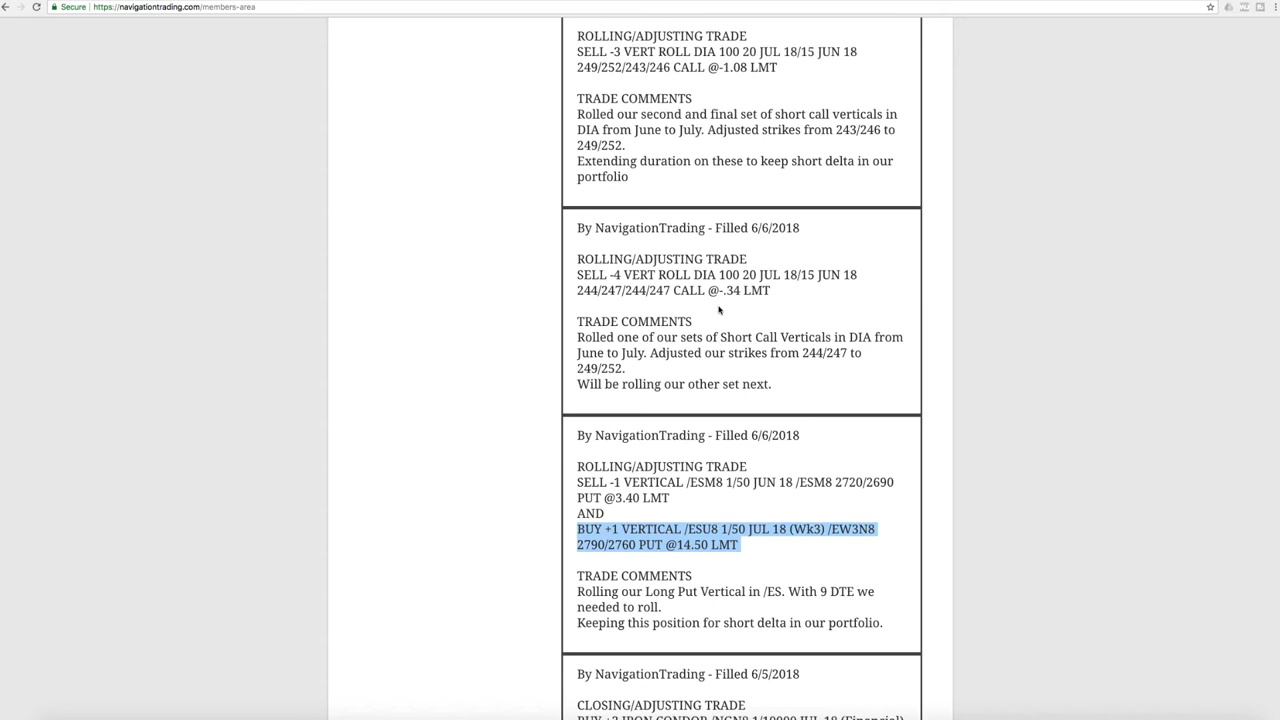 Secure
https://navigationtrading.com/members-area
ROLLING/ADJUSTING TRADE
SELL -3 VERT ROLL DIA 100 20 JUL 18/15 JUN 18
249/252/243/246 CALL @-1.08 LMT
TRADE COMMENTS
Rolled our second and final set of short call verticals in
DIA from June to July. Adjusted strikes from 243/246 to
249/252.
Extending duration on these to keep short delta in our
portfolio
By NavigationTrading - Filled 6/6/2018
ROLLING/ADJUSTING TRADE
SELL -4 VERT ROLL DIA 100 20 JUL 18/15 JUN 18
244/247/244/247 CALL @-.34 LMT
TRADE COMMENTS
Rolled one of our sets of Short Call Verticals in DIA from
June to July. Adjusted our strikes from 244/247 to
249/252.
Will be rolling our other set next.
By NavigationTrading - Filled 6/6/2018
ROLLING/ADJUSTING TRADE
SELL -1 VERTICAL /ESM8 1/50 JUN 18 /ESM8 2720/2690
PUT @3.40 LMT
AND
BUY +1 VERTICAL /ESU8 1/50 JUL 18 (Wk3) /EW3N8
2790/2760 PUT @14.50 LMT
TRADE COMMENTS
Rolling our Long Put Vertical in /ES. With 9 DTE we
needed to roll.
Keeping this position for short delta in our portfolio.
By NavigationTrading - Filled 6/5/2018
CLOSING/ADJUSTING TRADE
BUY +2 IRON CONDOR /NGN8 1/10000 JUL 18 (Financial)